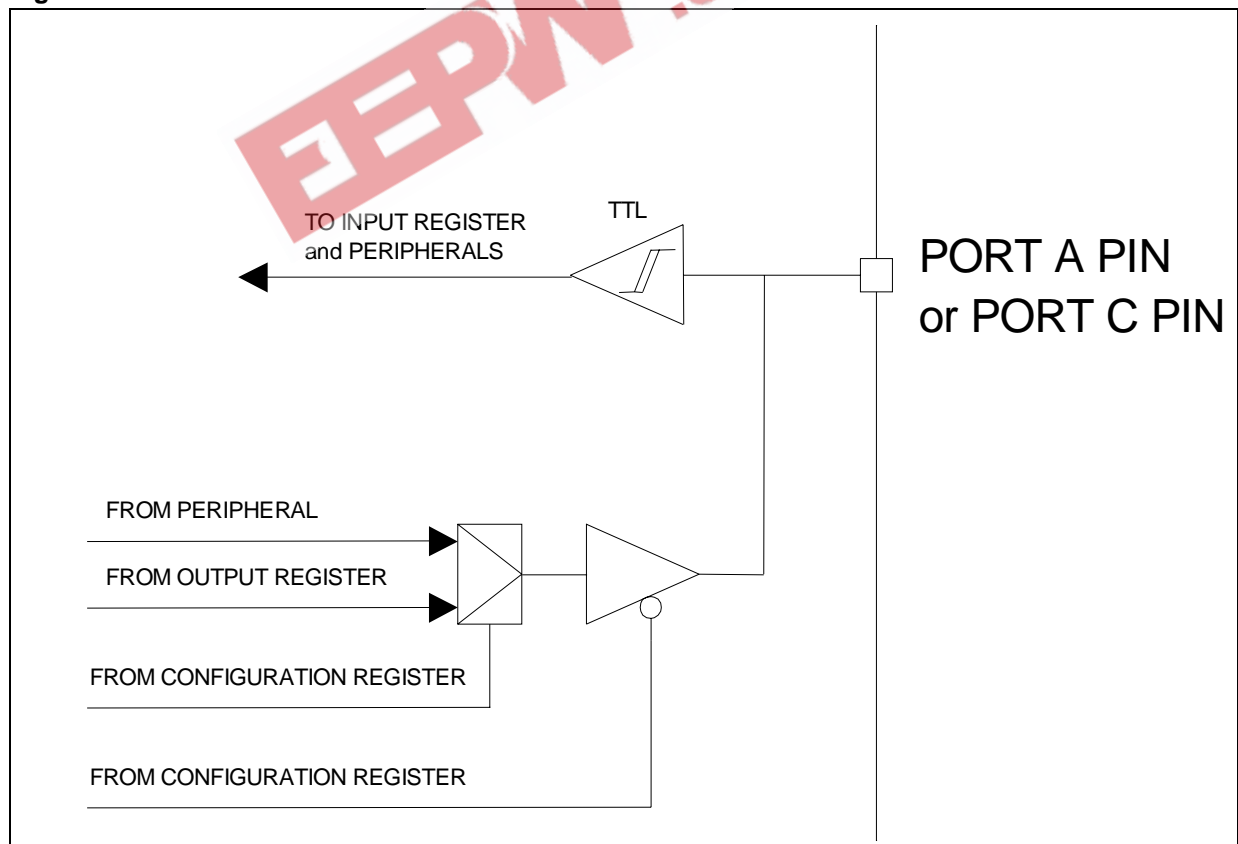 EEPW
TTL
TO INPUT REGISTER
and PERIPHERALS
PORT A PIN
or PORT C PIN
FROM PERIPHERAL
FROM OUTPUT REGISTER
FROM CONFIGURATION REGISTER
FROM CONFIGURATION REGISTER